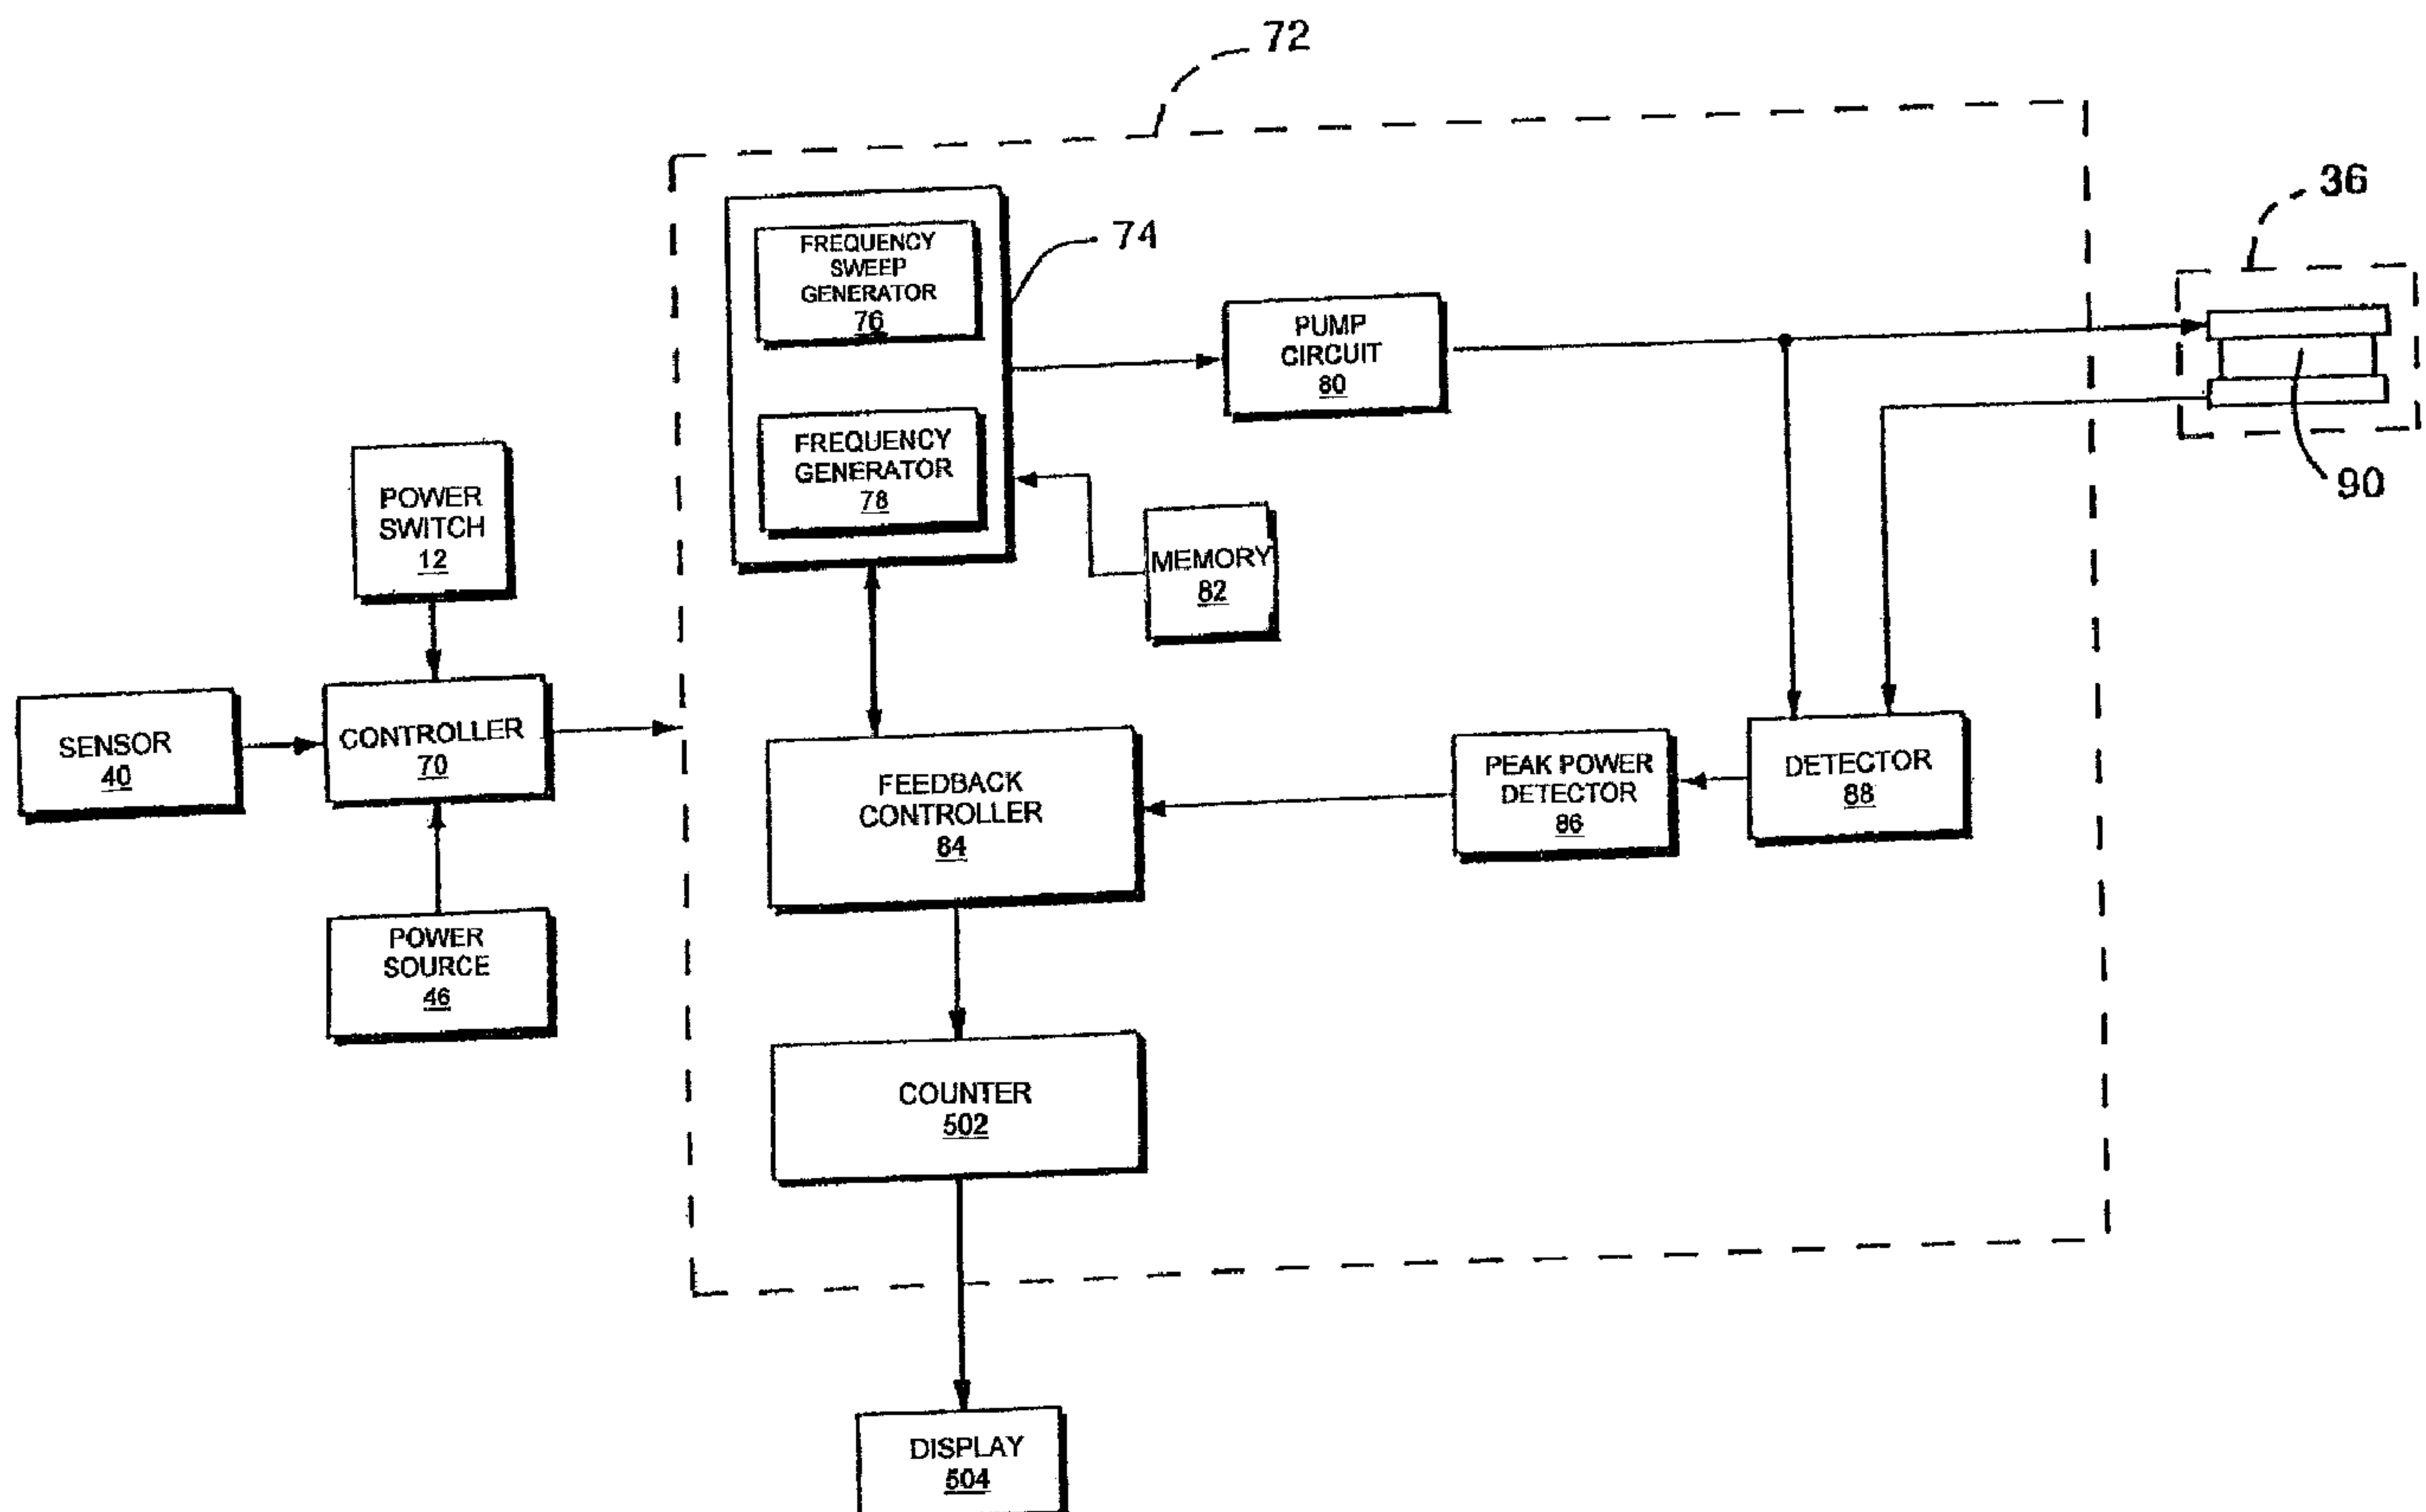 72
36
FREQUENCY
SWEEP
GENERATOR
76
74
PUMP
CIRCUIT
80
90
FREQUENCY
GENERATOR
78
POWER
SWITCH
12
MEMORY
82
SENSOR
40
CONTROLLER
70
FEEDBACK
CONTROLLER
84
PEAK POWER
DETECTOR
86
DETECTOR
88
POWER
SOURCE
46
COUNTER
502
DISPLAY
504